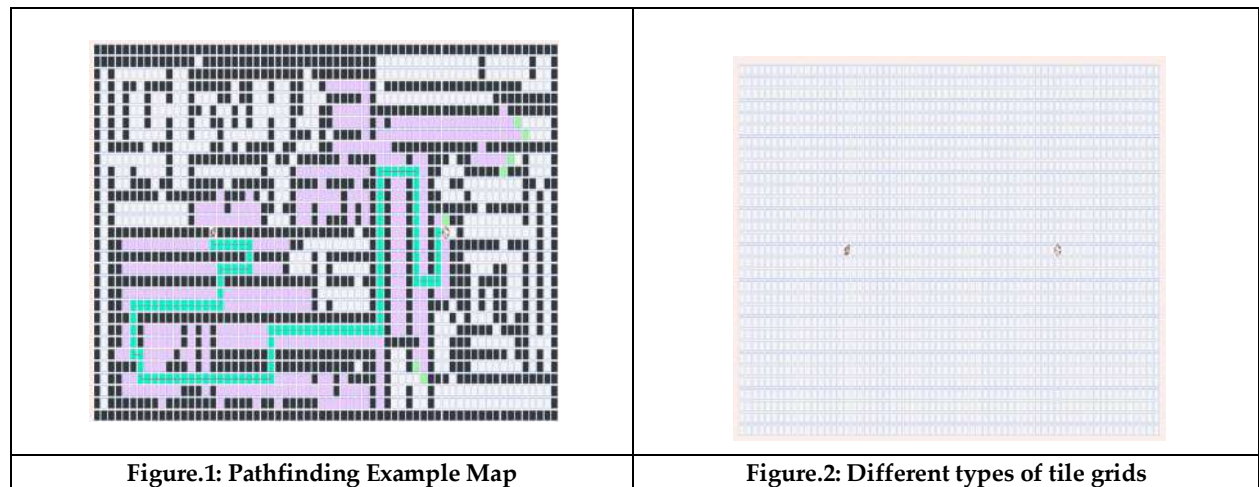 Figure.1: Pathfinding Example Map
Figure.2: Different types of tile grids